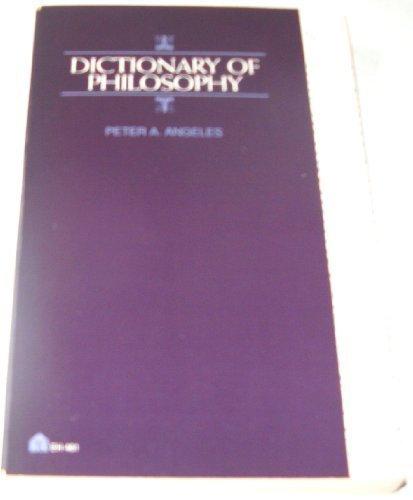 DICTIONARY OF
PHILOSOPHY
PETER A. ANGELES